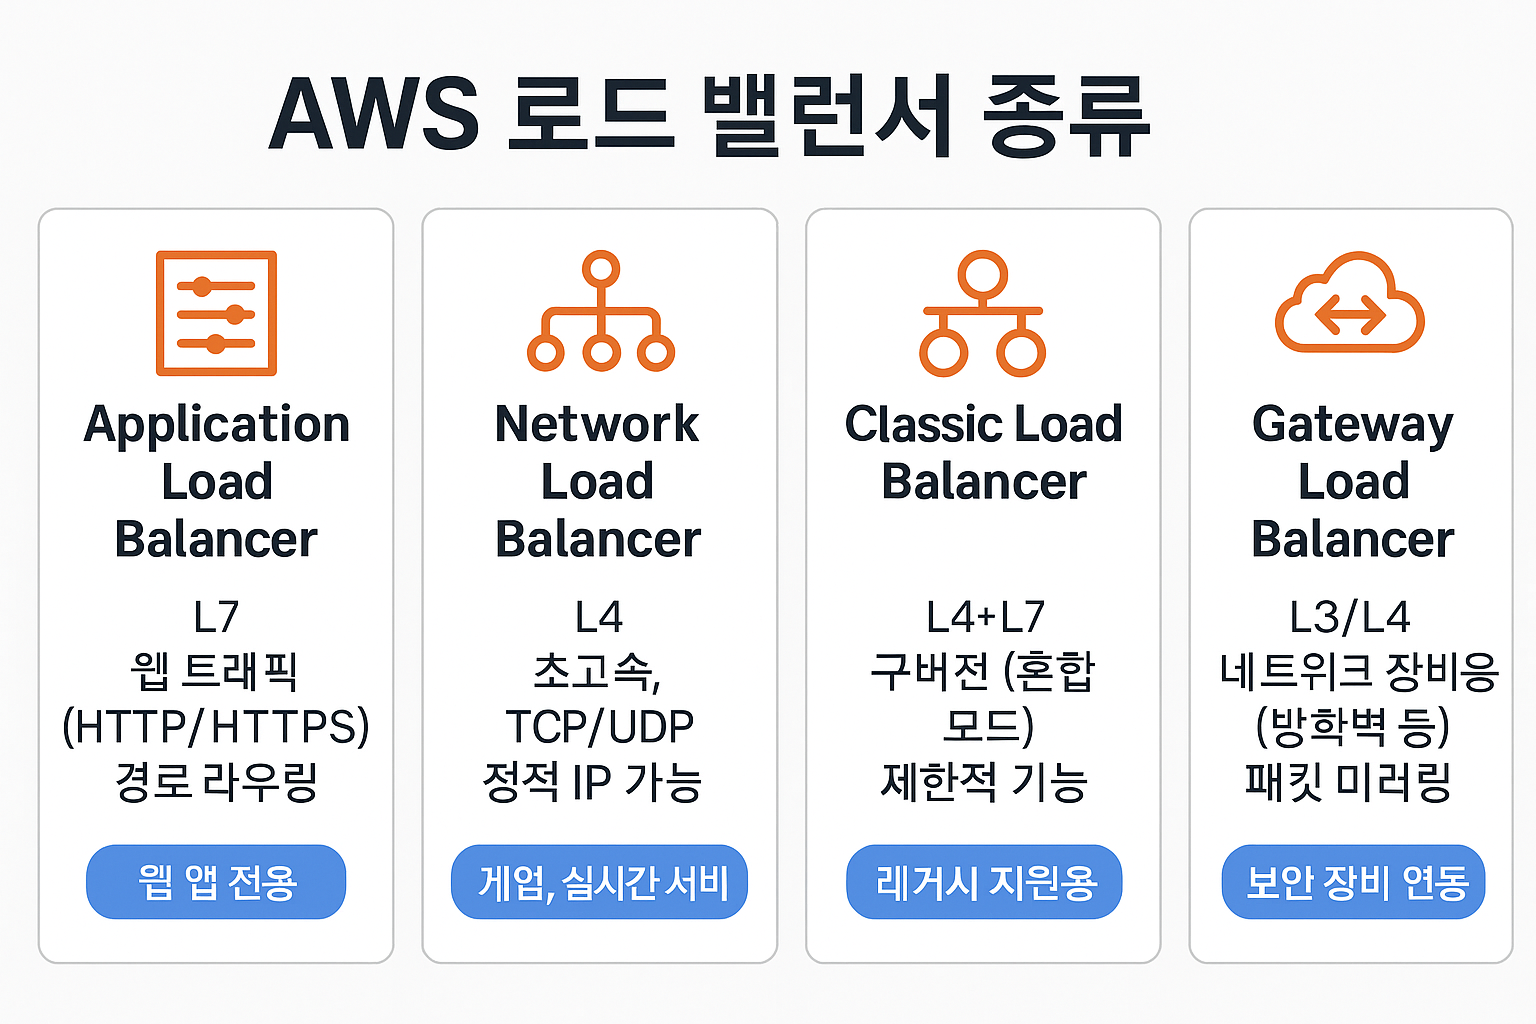 AWS 로드 밸런서 종류
Application
Load
Balancer
L7
웹 트래픽
(HTTP/HTTPS)
경로 라우링
웹 앱 전용
Network
Load
Balancer
L4
초고속,
TCP/UDP
정적 IP 가능
게업, 실시간 서비
Classic Load
Balancer
L4+L7
구버전 (혼합
모드)
제한적 기능
레거시 지원용
Gateway
Load
Balancer
L3/L4
네트위크 장비응
(방학벽 등)
패킷 미러링
보안 장비 연동